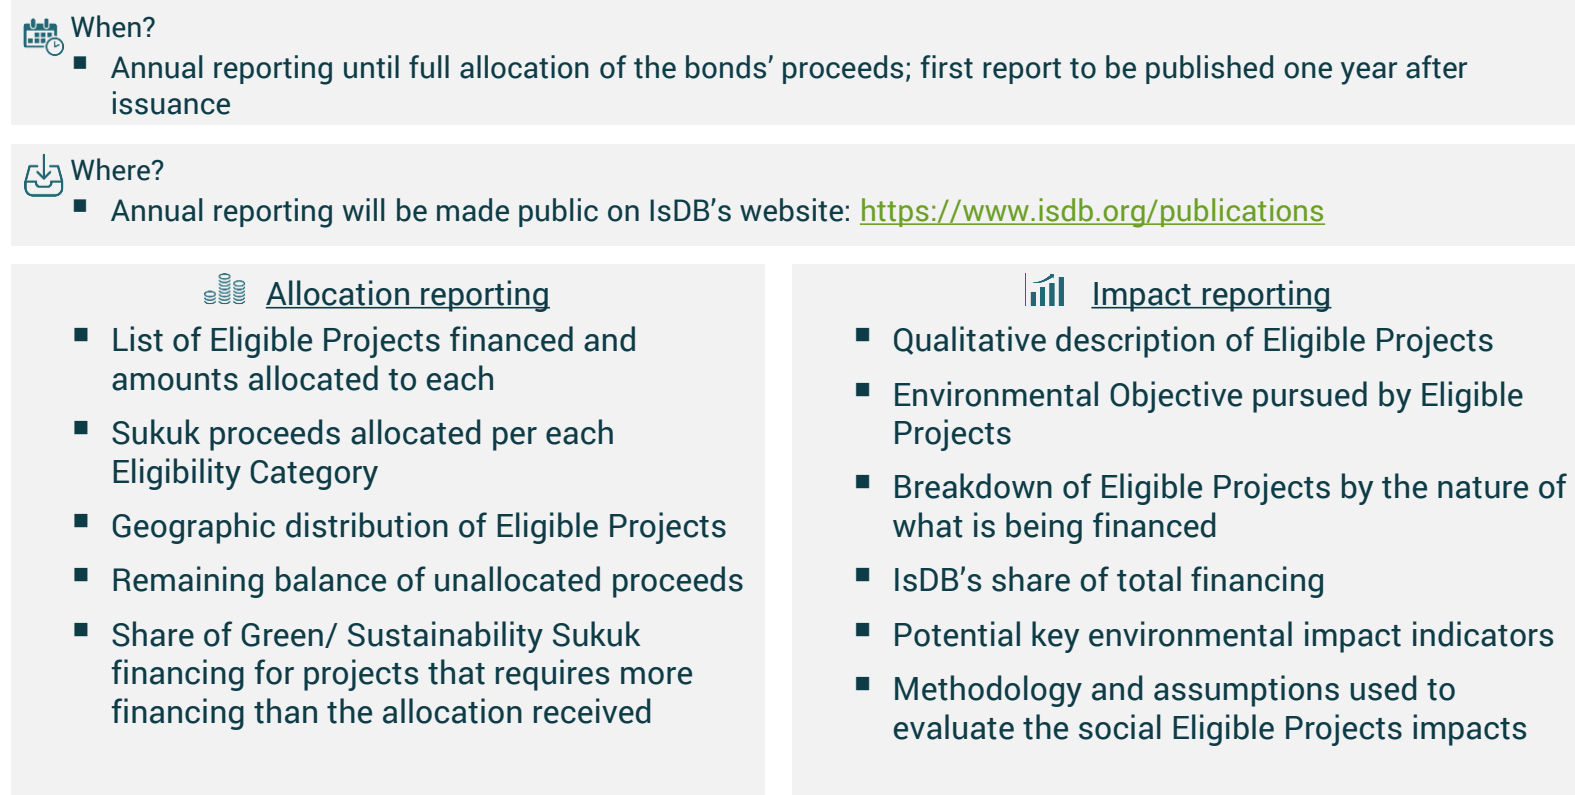 When?
▪ Annual reporting until full allocation of the bonds’ proceeds; first report to be published one year after
issuance
Where?
▪ Annual reporting will be made public on IsDB’s website: https://www.isdb.org/publications
Allocation reporting
▪ List of Eligible Projects financed and
amounts allocated to each
▪ Sukuk proceeds allocated per each
Eligibility Category
▪ Geographic distribution of Eligible Projects
▪ Remaining balance of unallocated proceeds
▪ Share of Green/ Sustainability Sukuk
financing for projects that requires more
financing than the allocation received
Impact reporting
▪ Qualitative description of Eligible Projects
▪ Environmental Objective pursued by Eligible
Projects
▪ Breakdown of Eligible Projects by the nature of
what is being financed
▪ IsDB’s share of total financing
▪ Potential key environmental impact indicators
▪ Methodology and assumptions used to
evaluate the social Eligible Projects impacts